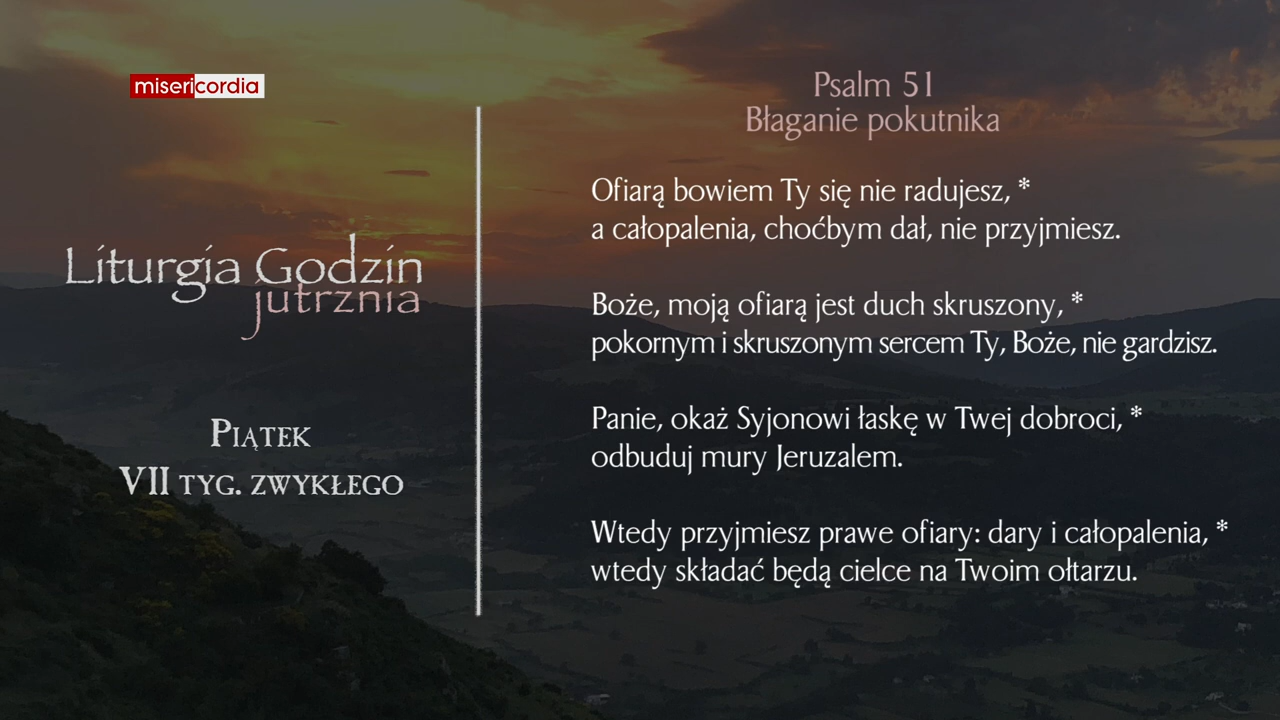 misericordia
Liturgia Godzin
jutrznia
Piątek
VII tyg. zwykłego
Psalm 51
Błaganie pokutnika
Ofiarą bowiem Ty się nie radujesz, *
a całopalenia, choćbym dał, nie przyjmiesz.
Boże, moją ofiarą jest duch skruszony, *
pokornym i skruszonym sercem Ty, Boże, nie gardzisz.
Panie, okaż Syjonowi łaskę w Twej dobroci, *
odbuduj mury Jeruzalem.
Wtedy przyjmiesz prawe ofiary: dary i całopalenia, *
wtedy składać będą cielce na Twoim ołtarzu.